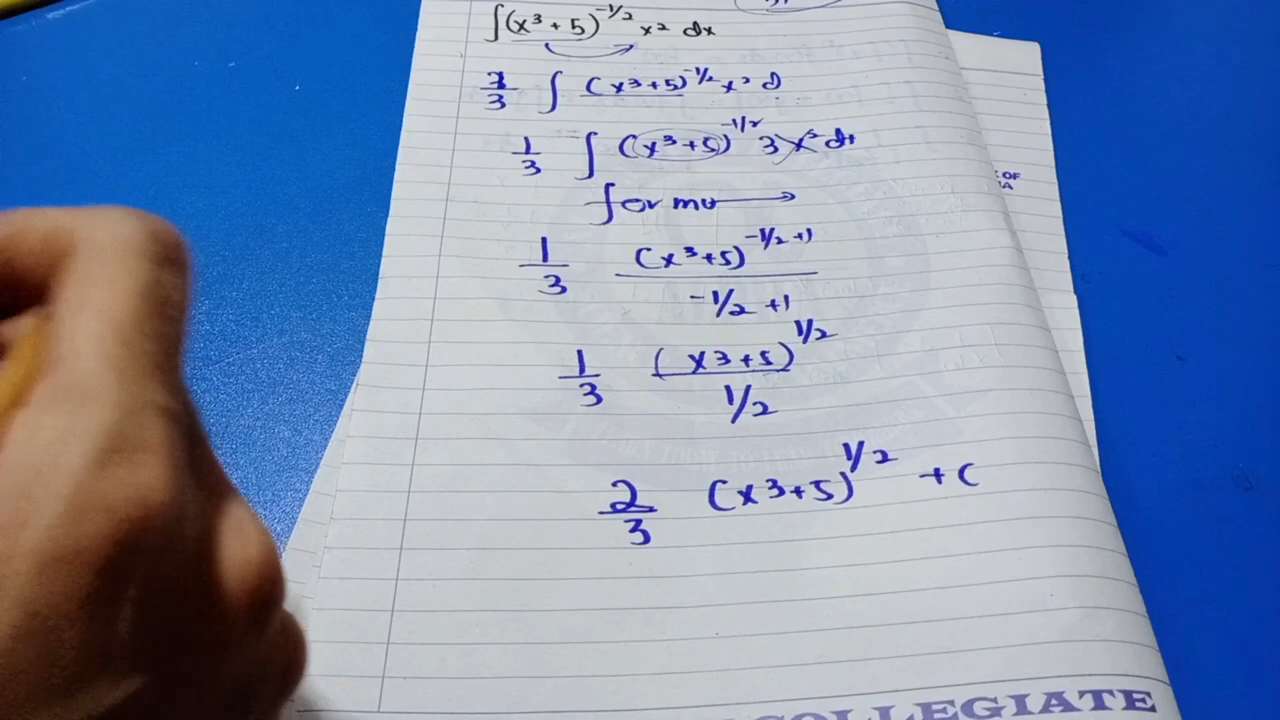 ∫(x³ + 5)^-1/2 x² dx
3/3 ∫ (x³+5)^-1/2 x² d
1/3 ∫ (x³+5)^-1/2 3x² dx
1/3 (x³+5)^-1/2 +1 / -1/2 +1
1/3 (x3+5)^1/2 / 1/2
2/3 (x3+5)^1/2 + C
COLLEGIATE